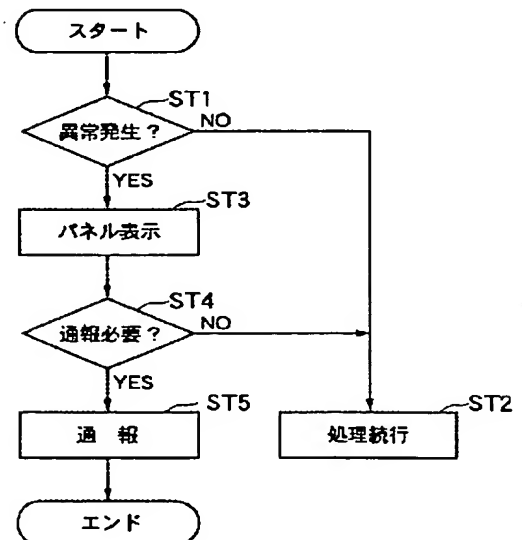 スタート
ST1
異常発生？
NO
YES
ST3
パネル表示
ST4
通報必要？
NO
YES
ST5
ST2
通 報
処理続行
エンド